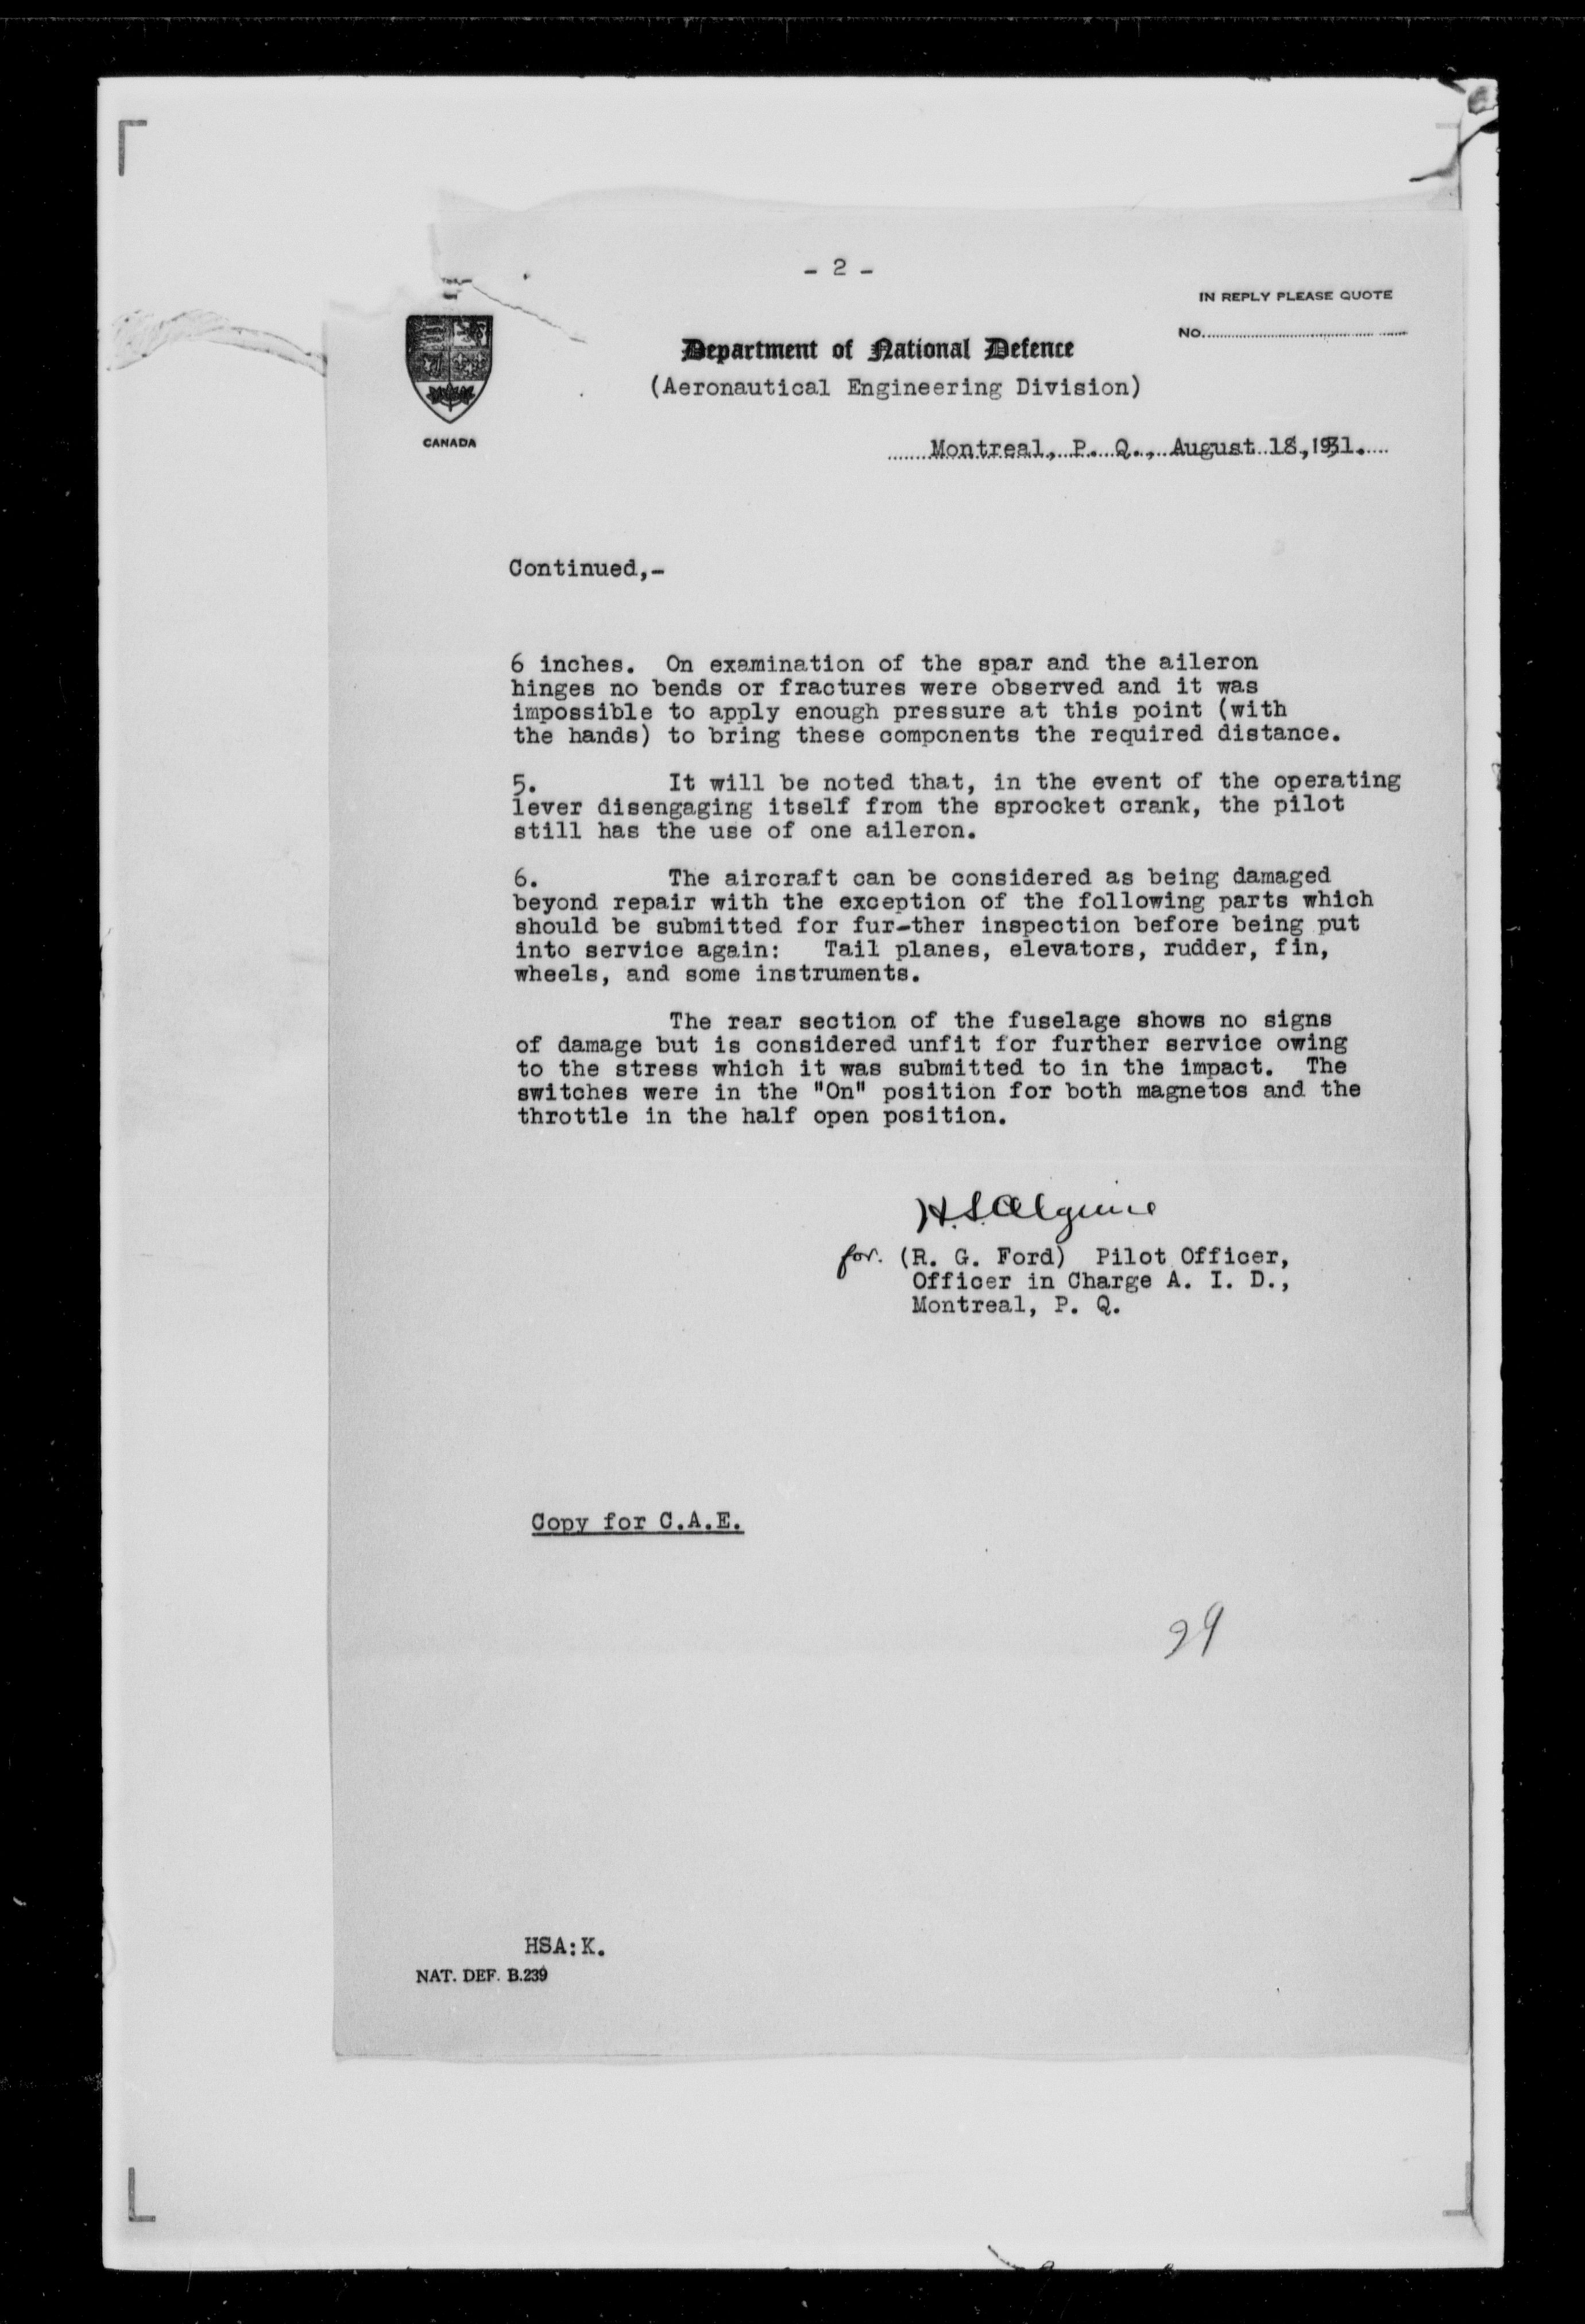 - 2 -
IN REPLY PLEASE QUOTE
No.
Department of National Defence
(Aeronautical Engineering Division)
CANADA
Montreal, P. Q., August 18, 1931.
Continued,-
6 inches. On examination of the spar and the aileron
hinges no bends or fractures were observed and it was
impossible to apply enough pressure at this point (with
the hands) to bring these components the required distance.
5. It will be noted that, in the event of the operating
lever disengaging itself from the sprocket crank, the pilot
still has the use of one aileron.
6. The aircraft can be considered as being damaged
beyond repair with the exception of the following parts which
should be submitted for fur-ther inspection before being put
into service again: Tail planes, elevators, rudder, fin,
wheels, and some instruments.
The rear section of the fuselage shows no signs
of damage but is considered unfit for further service owing
to the stress which it was submitted to in the impact. The
switches were in the "On" position for both magnetos and the
throttle in the half open position.
H.S.
for. (R. G. Ford) Pilot Officer,
Officer in Charge A. I. D.,
Montreal, P. Q.
Copy for C.A.E.
HSA:K.
NAT. DEF. B.239